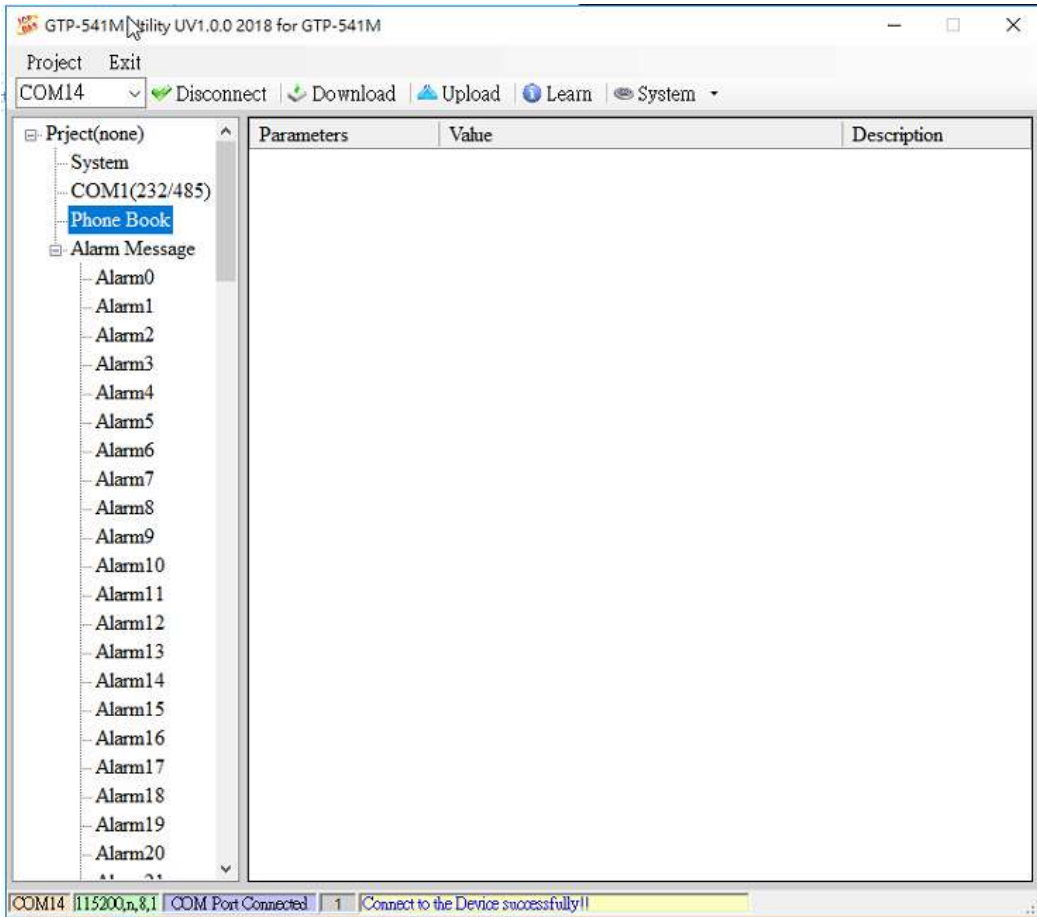 GTP-541M Utility UV1.0.0 2018 for GTP-541M
Project Exit
COM14 Disconnect Download Upload Learn System
Prject(none)
System
COM1(232/485)
Phone Book
Alarm Message
Alarm0
Alarm1
Alarm2
Alarm3
Alarm4
Alarm5
Alarm6
Alarm7
Alarm8
Alarm9
Alarm10
Alarm11
Alarm12
Alarm13
Alarm14
Alarm15
Alarm16
Alarm17
Alarm18
Alarm19
Alarm20
Parameters Value Description
COM14 115200,n,8,1 COM Port Connected 1 Connect to the Device successfully!!